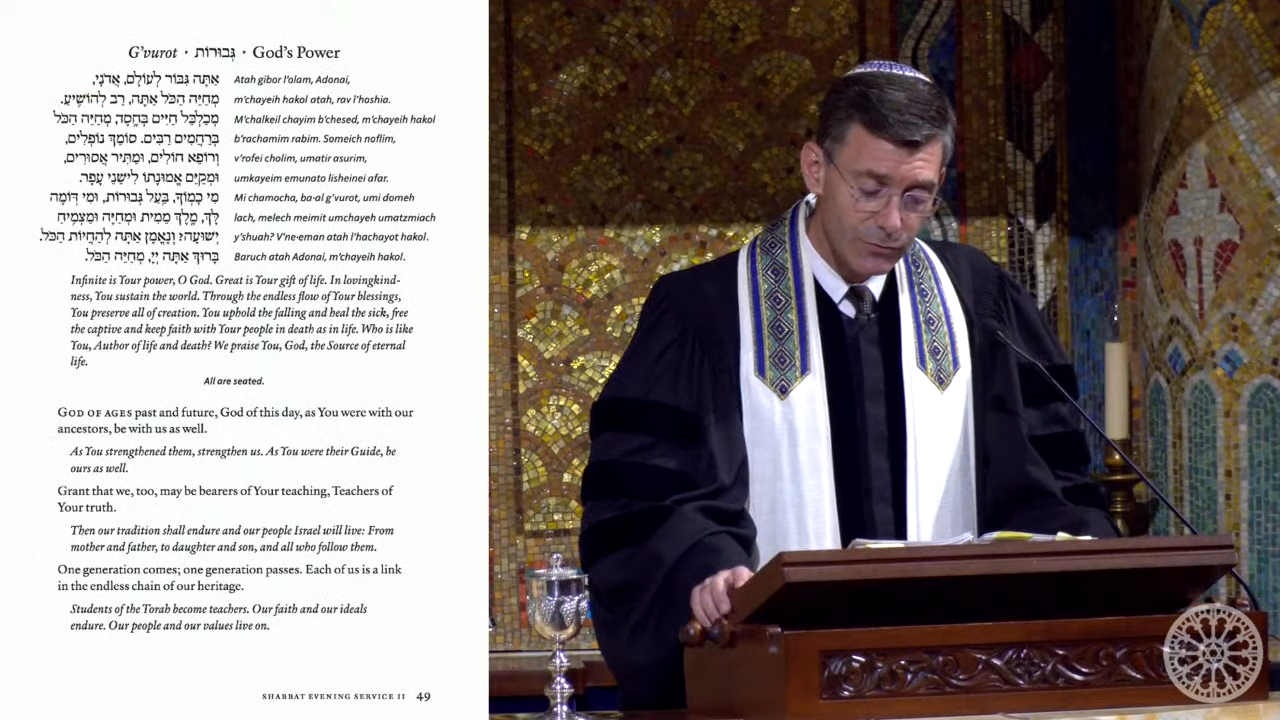 G'vurot · גְּבוּרוֹת · God's Power
אַתָּה גִּבּוֹר לְעוֹלָם, אֲדֹנָי,
Atah gibor l'olam, Adonai,
מְחַיֵּה הַכֹּל אַתָּה, רַב לְהוֹשִֽׁיעַ.
m'chayeih hakol atah, rav l'hoshia.
מְכַלְכֵּל חַיִּים בְּחֶֽסֶד, מְחַיֵּה הַכֹּל
M'chalkeil chayim b'chesed, m'chayeih hakol
בְּרַחֲמִים רַבִּים. סוֹמֵךְ נוֹפְלִים,
b'rachamim rabim. Someich noflim,
וְרוֹפֵא חוֹלִים, וּמַתִּיר אֲסוּרִים,
v'rofei cholim, umatir asurim,
וּמְקַיֵּם אֱמוּנָתוֹ לִישֵׁנֵי עָפָר.
umkayeim emunato lisheinei afar.
מִי כָמֽוֹךָ, בַּֽעַל גְּבוּרוֹת, וּמִי דּֽוֹמֶה
Mi chamocha, ba-al g'vurot, umi domeh
לָּךְ, מֶֽלֶךְ מֵמִית וּמְחַיֶּה וּמַצְמִֽיחַ
lach, melech meimit umchayeh umatzmiach
יְשׁוּעָה? וְנֶאֱמָן אַתָּה לְהַחֲיוֹת הַכֹּל.
y'shuah? V'ne-eman atah l'hachayot hakol.
בָּרוּךְ אַתָּה יְיָ, מְחַיֵּה הַכֹּל.
Baruch atah Adonai, m'chayeih hakol.
Infinite is Your power, O God. Great is Your gift of life. In lovingkind-
ness, You sustain the world. Through the endless flow of Your blessings,
You preserve all of creation. You uphold the falling and heal the sick, free
the captive and keep faith with Your people in death as in life. Who is like
You, Author of life and death? We praise You, God, the Source of eternal
life.
All are seated.
GOD OF AGES past and future, God of this day, as You were with our
ancestors, be with us as well.
As You strengthened them, strengthen us. As You were their Guide, be
ours as well.
Grant that we, too, may be bearers of Your teaching, Teachers of
Your truth.
Then our tradition shall endure and our people Israel will live: From
mother and father, to daughter and son, and all who follow them.
One generation comes; one generation passes. Each of us is a link
in the endless chain of our heritage.
Students of the Torah become teachers. Our faith and our ideals
endure. Our people and our values live on.
SHABBAT EVENING SERVICE II 49